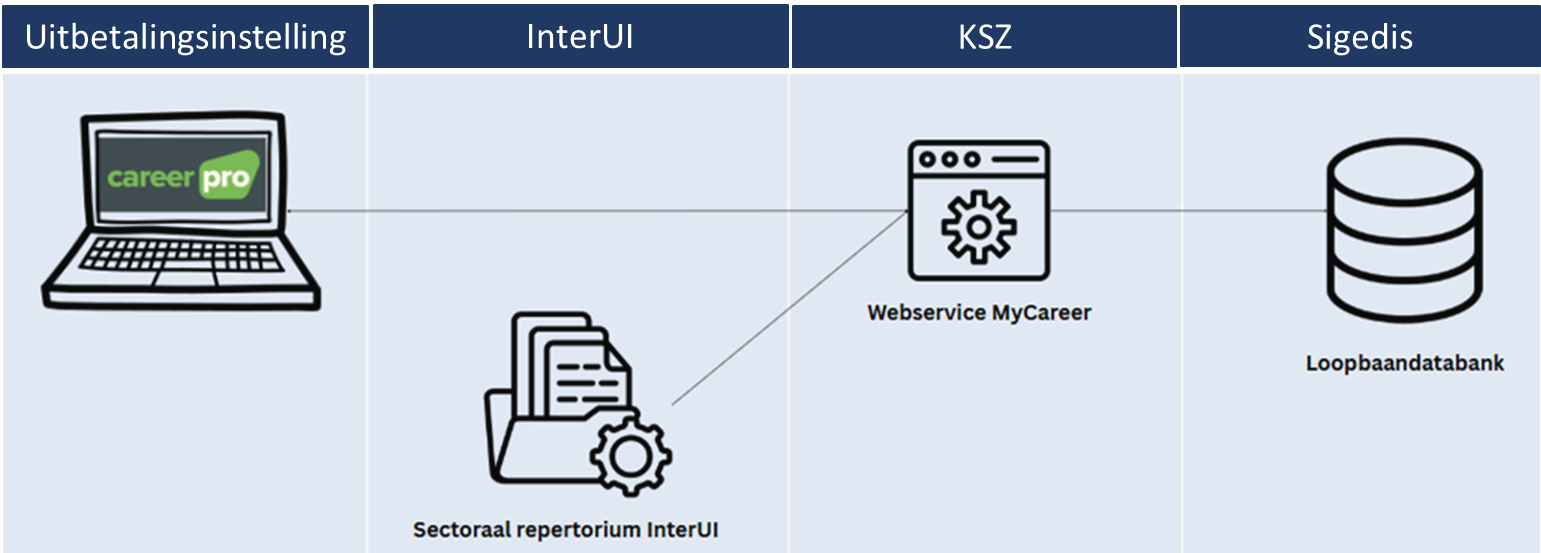 Uitbetalingsinstelling
InterUI
KSZ
Sigedis
career pro
Webservice MyCareer
Loopbaandatabank
Sectoraal repertorium InterUI